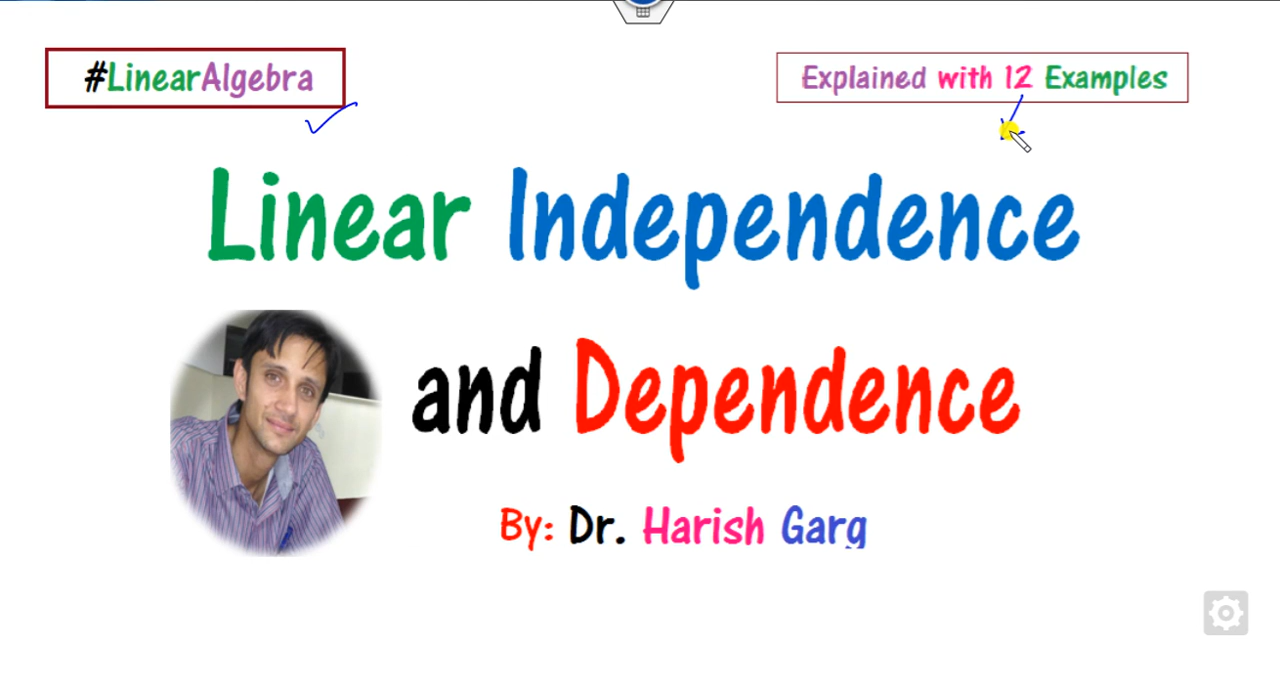 #LinearAlgebra
Explained with 12 Examples
Linear Independence
and Dependence
By: Dr. Harish Garg